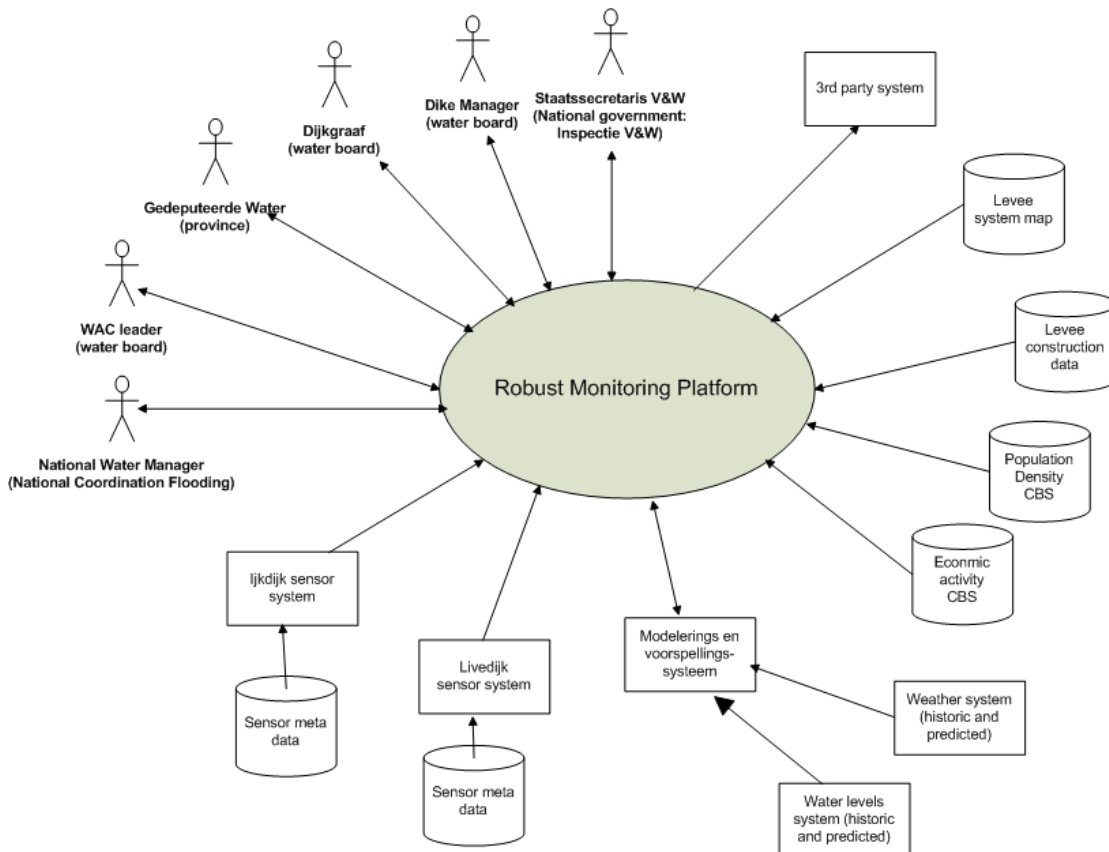 Dike Manager
(water board)
Staatssecretaris V&W
(National government:
Inspectie V&W)
3rd party system
Dijkgraaf
(water board)
Gedeputeerde Water
(province)
Levee
system map
WAC leader
(water board)
Levee
construction
data
Robust Monitoring Platform
National Water Manager
(National Coordination Flooding)
Population
Density
CBS
Econmic
activity
CBS
Ijkdijk sensor
system
Livedijk
sensor system
Modelerings en
voorspellings-
systeem
Sensor meta
data
Sensor meta
data
Weather system
(historic and
predicted)
Water levels
system (historic
and predicted)